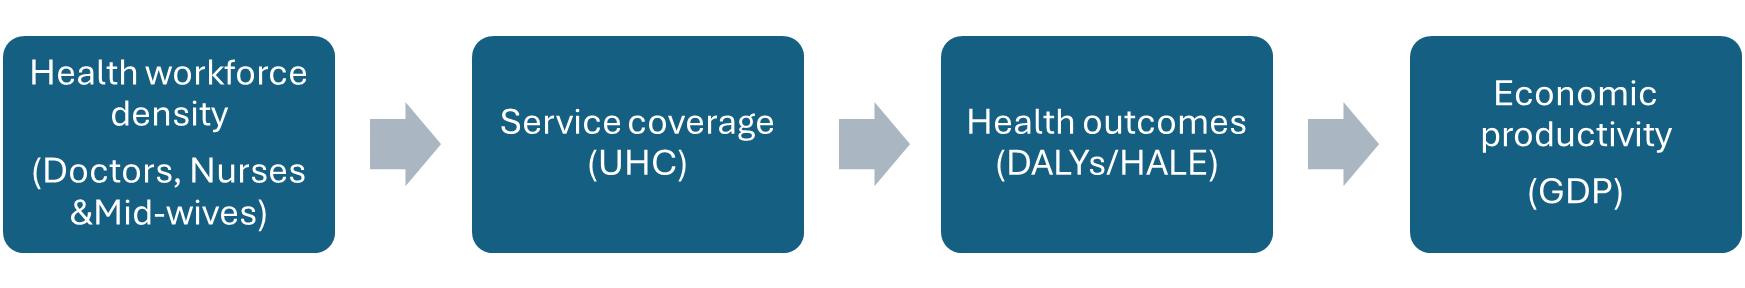 Health workforce
density
(Doctors, Nurses
&Mid-wives)
Service coverage
(UHC)
Health outcomes
(DALYs/HALE)
Economic
productivity
(GDP)